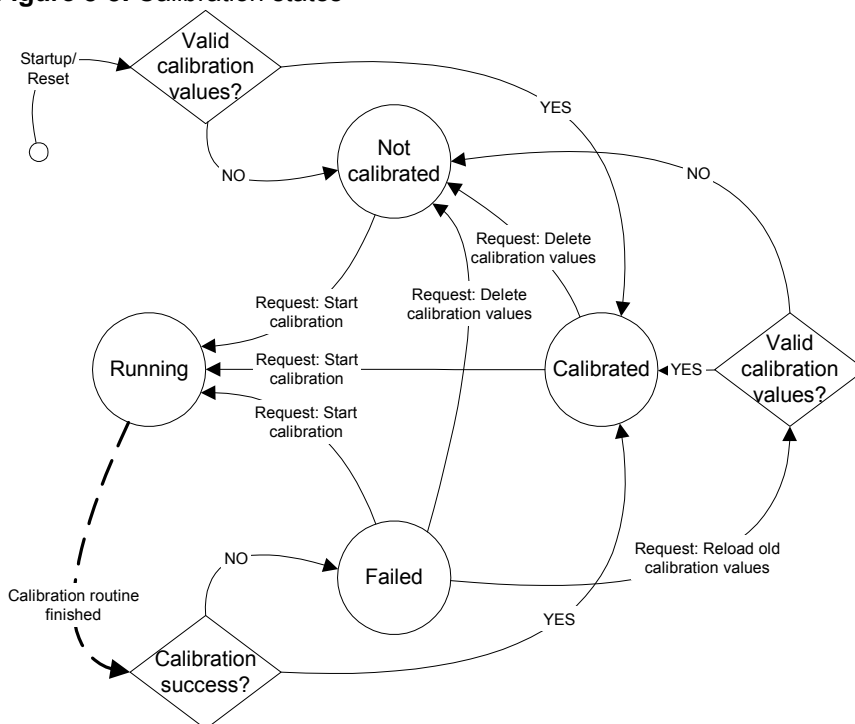 Figure 3-3. Calibration states
Valid
calibration
values?
Startup/
Reset
YES
NO
Not
calibrated
NO
Request: Delete
calibration values
Request: Delete
calibration values
Request: Start
calibration
Running
Request: Start
calibration
Calibrated
YES
Valid
calibration
values?
Request: Start
calibration
NO
Failed
Request: Reload old
calibration values
Calibration routine
finished
YES
Calibration
success?